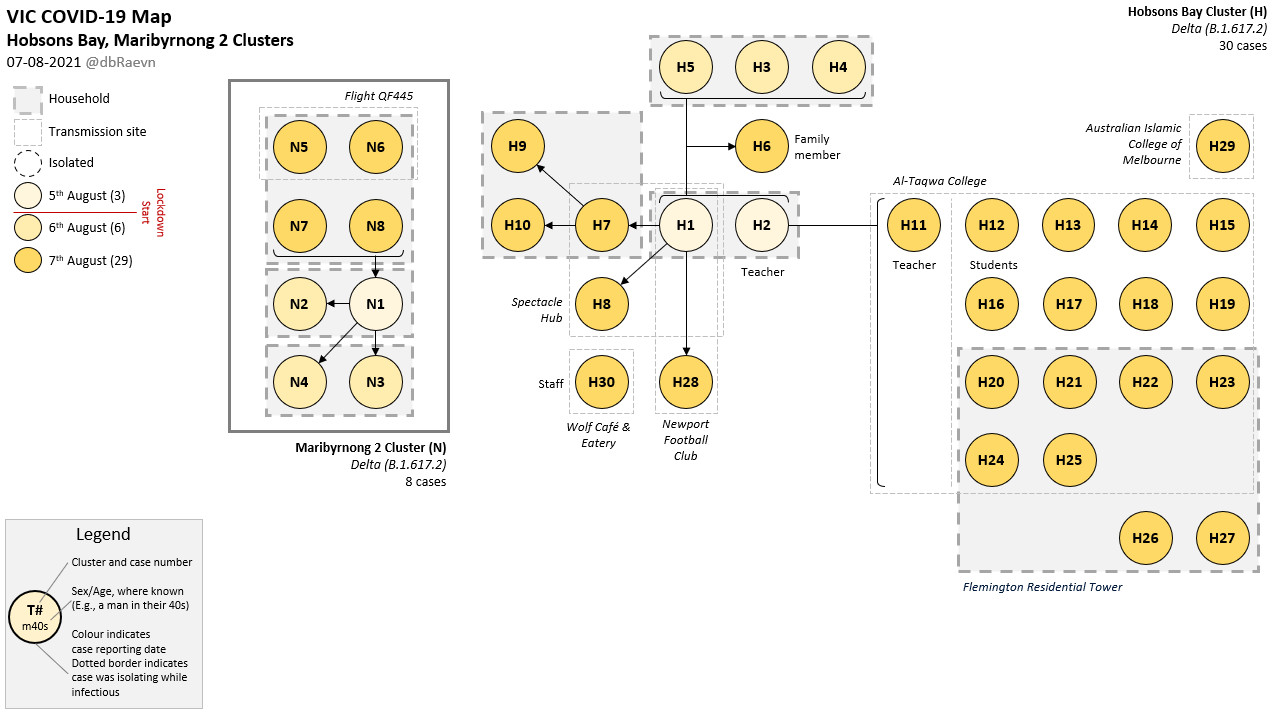 VIC COVID-19 Map
Hobsons Bay, Maribyrnong 2 Clusters
07-08-2021 @dbRaevn
Household
Transmission site
Isolated
5th August (3)
6th August (6)
7th August (29)
Lockdown
Start
Flight QF445
N5 N6
N7 N8
N2 N1
N4 N3
Maribyrnong 2 Cluster (N)
Delta (B.1.617.2)
8 cases
Hobsons Bay Cluster (H)
Delta (B.1.617.2)
30 cases
H5 H3 H4
H9
H6
Family
member
H10 H7 H1 H2
Teacher
Spectacle
Hub
H8
Staff
H30
H28
Wolf Café &
Eatery
Newport
Football
Club
Australian Islamic
College of
Melbourne
H29
Al-Taqwa College
H11 H12 H13 H14 H15
Teacher
Students
H16 H17 H18 H19
H20 H21 H22 H23
H24 H25
H26 H27
Flemington Residential Tower
Legend
Cluster and case number
Sex/Age, where known
(E.g., a man in their 40s)
T#
m40s
Colour indicates
case reporting date
Dotted border indicates
case was isolating while
infectious